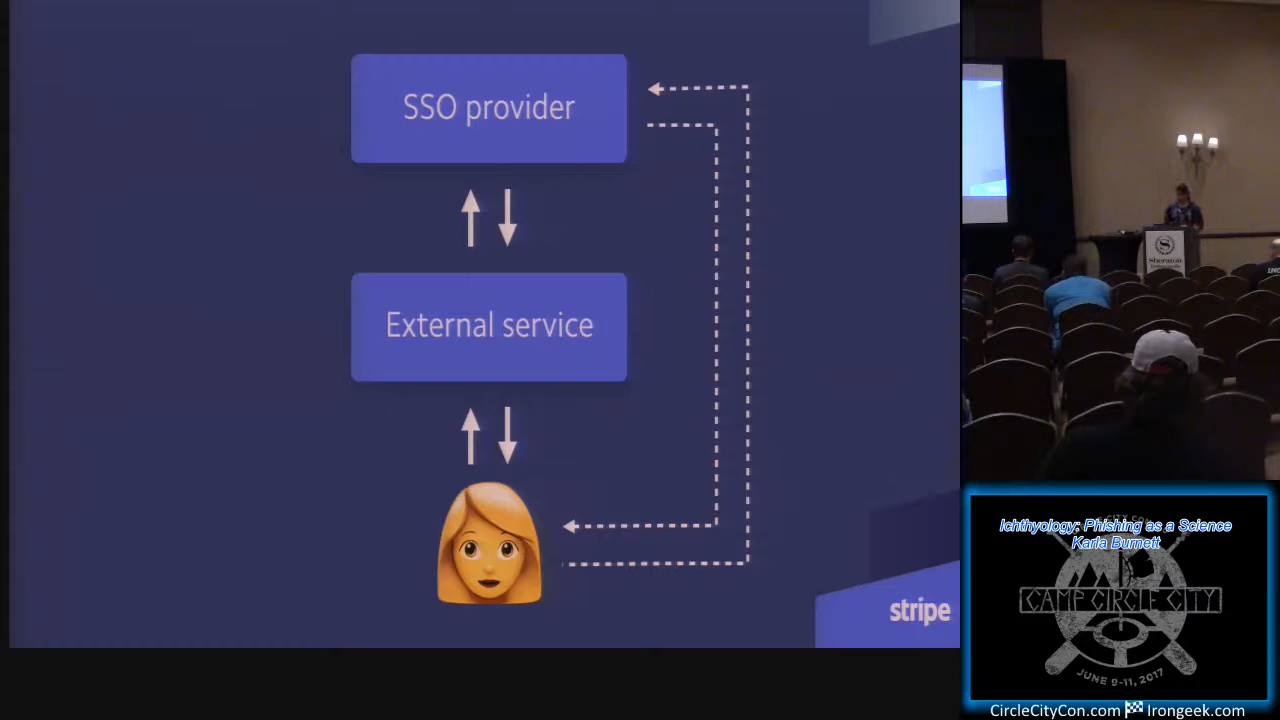 SSO provider
External service
stripe
Sheraton
Ichthyology: Phishing as a Science
Karla Burnett
CAMP CIRCLE CITY
JUNE 9-11, 2017
CircleCityCon.com Irongeek.com